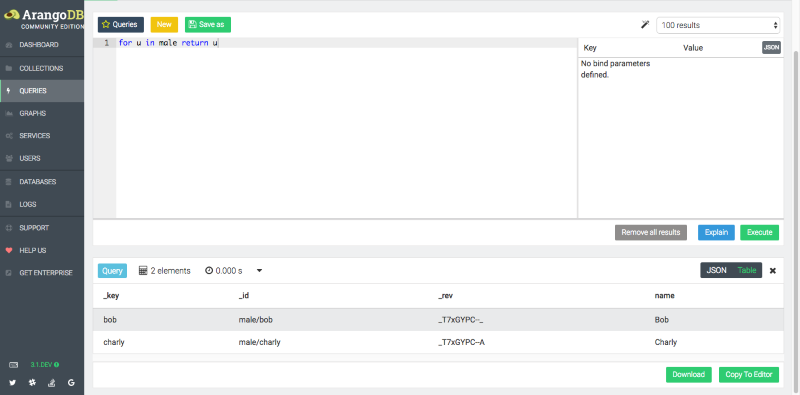 ArangoDB
COMMUNITY EDITION
DASHBOARD
COLLECTIONS
QUERIES
GRAPHS
SERVICES
USERS
DATABASES
LOGS
SUPPORT
HELP US
GET ENTERPRISE
3.1.DEV
Queries New Save as
100 results
1 for u in male return u
Key Value JSON
No bind parameters
defined.
Remove all results Explain Execute
Query 2 elements 0.000 s JSON Table
_key _id _rev name
bob male/bob _T7xGYPC--_ Bob
charly male/charly _T7xGYPC--A Charly
Download Copy To Editor